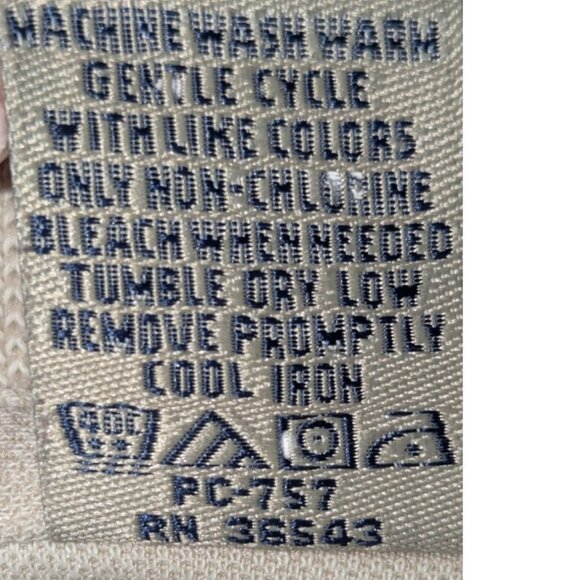 MACHINE WASH WARM
GENTLE CYCLE
WITH LIKE COLORS
ONLY NON-CHLORINE
BLEACH WHEN NEEDED
TUMBLE DRY LOW
REMOVE PROMPTLY
COOL IRON
40C
PC-757
RN 36543